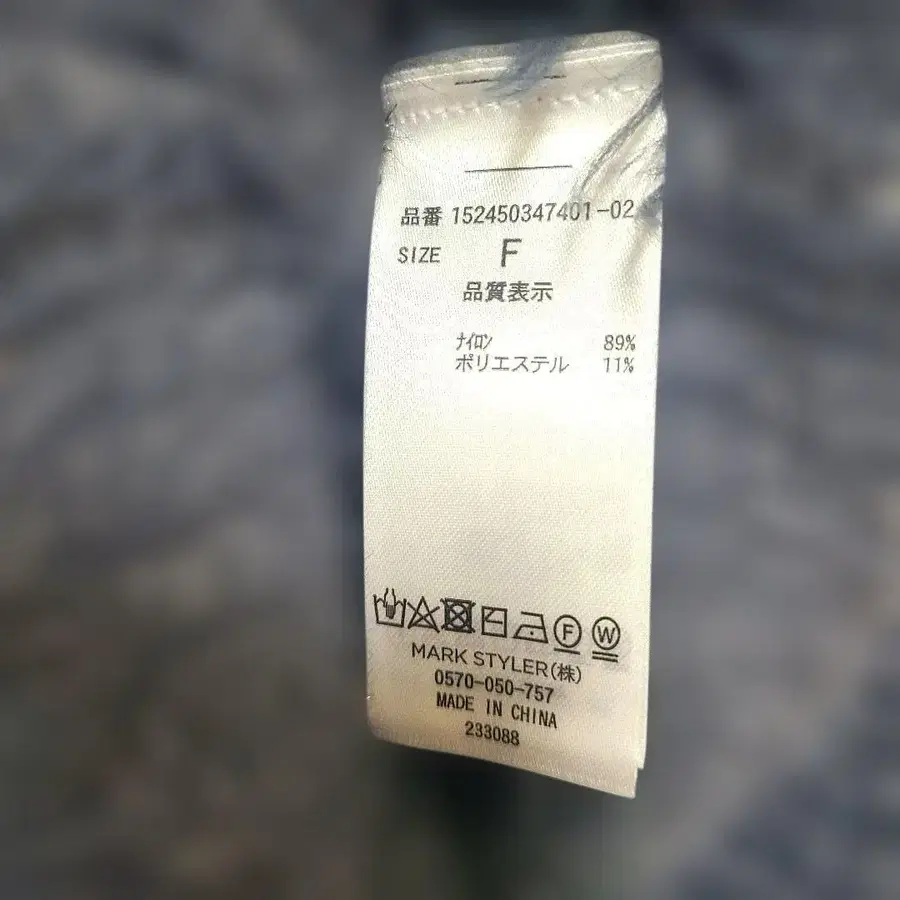 品番 152450347401-02
SIZE F
品質表示
ﾅｲﾛﾝ 89%
ポリエステル 11%
F W
MARK STYLER(株)
0570-050-757
MADE IN CHINA
233088